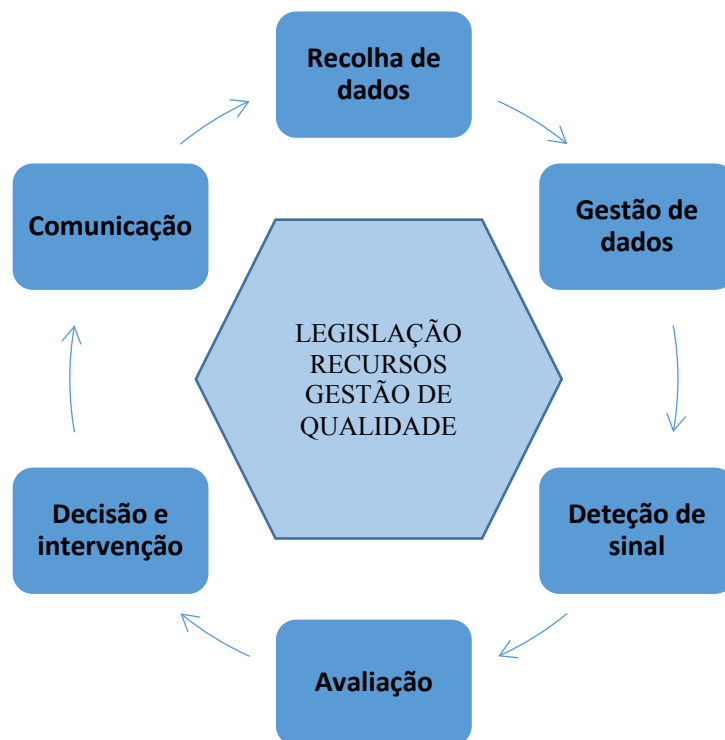 Recolha de
dados
Gestão de
dados
Deteção de
sinal
Avaliação
Decisão e
intervenção
Comunicação
LEGISLAÇÃO
RECURSOS
GESTÃO DE
QUALIDADE